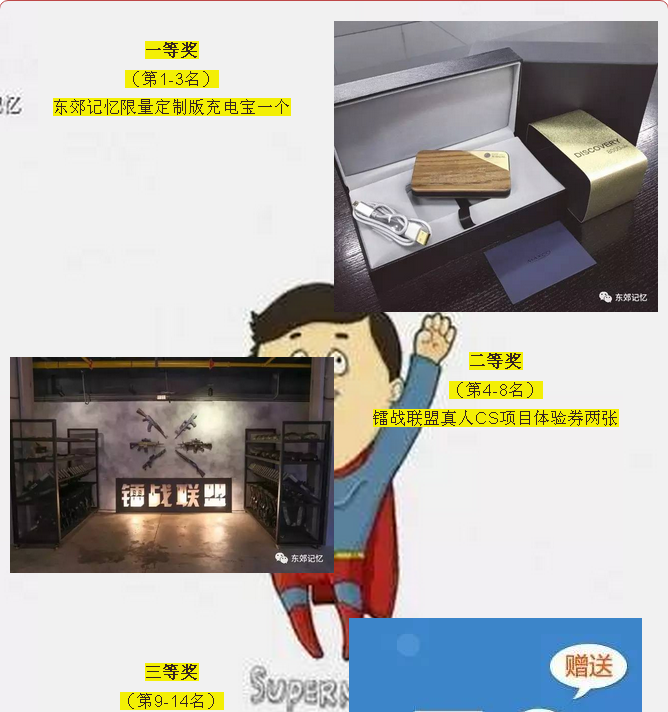 一等奖
（第1-3名）
东郊记忆限量定制版充电宝一个
忆
DISCOVERY
东郊记忆
二等奖
（第4-8名）
镭战联盟真人CS项目体验券两张
镭战联盟
东郊记忆
赠送
三等奖
（第9-14名）